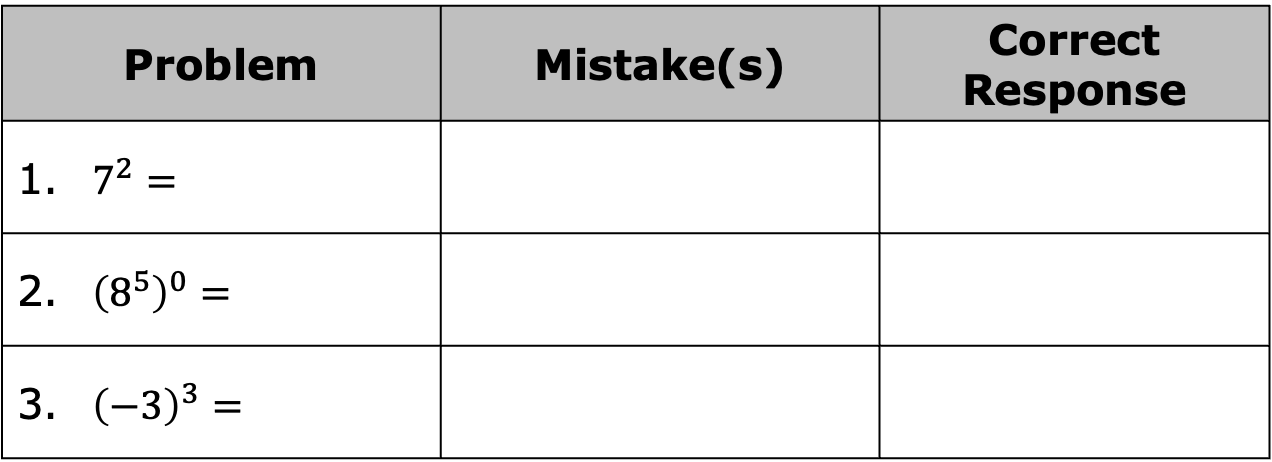 Problem
Mistake(s)
Correct
Response
1. 7² =
2. (8⁵)⁰ =
3. (−3)³ =